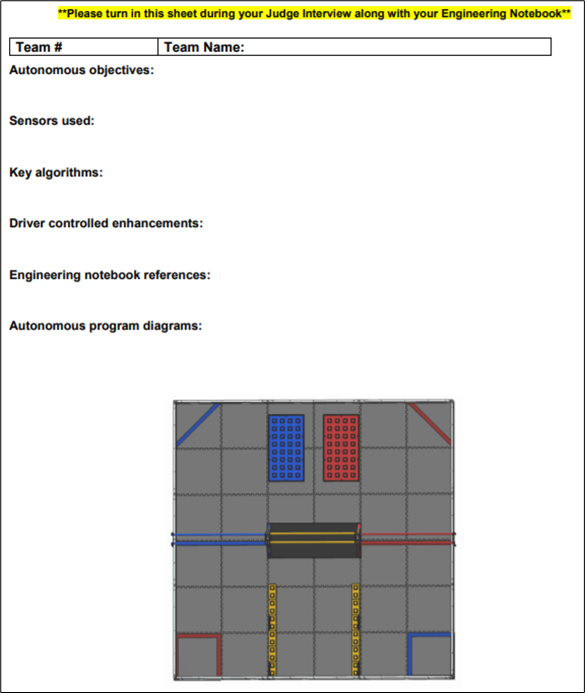 **Please turn in this sheet during your Judge Interview along with your Engineering Notebook**
Team # Team Name:
Autonomous objectives:
Sensors used:
Key algorithms:
Driver controlled enhancements:
Engineering notebook references:
Autonomous program diagrams: